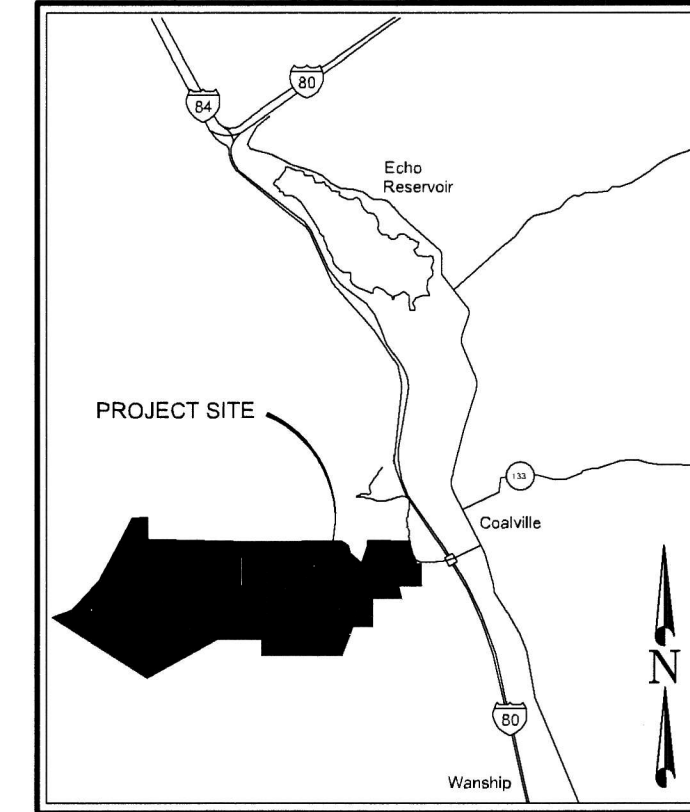 80
84
Echo
Reservoir
PROJECT SITE
133
Coalville
N
80
Wanship